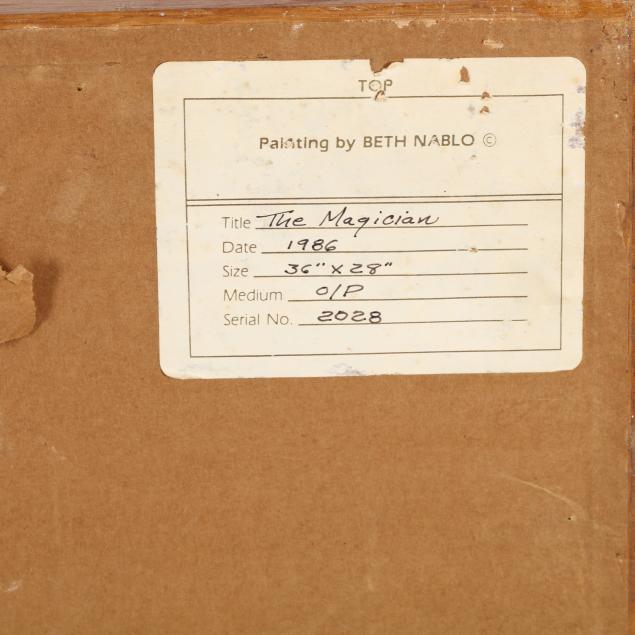 TOP
Painting by BETH NABLO ©
Title The Magician
Date 1986
Size 36" x 28"
Medium O/P
Serial No. 2028